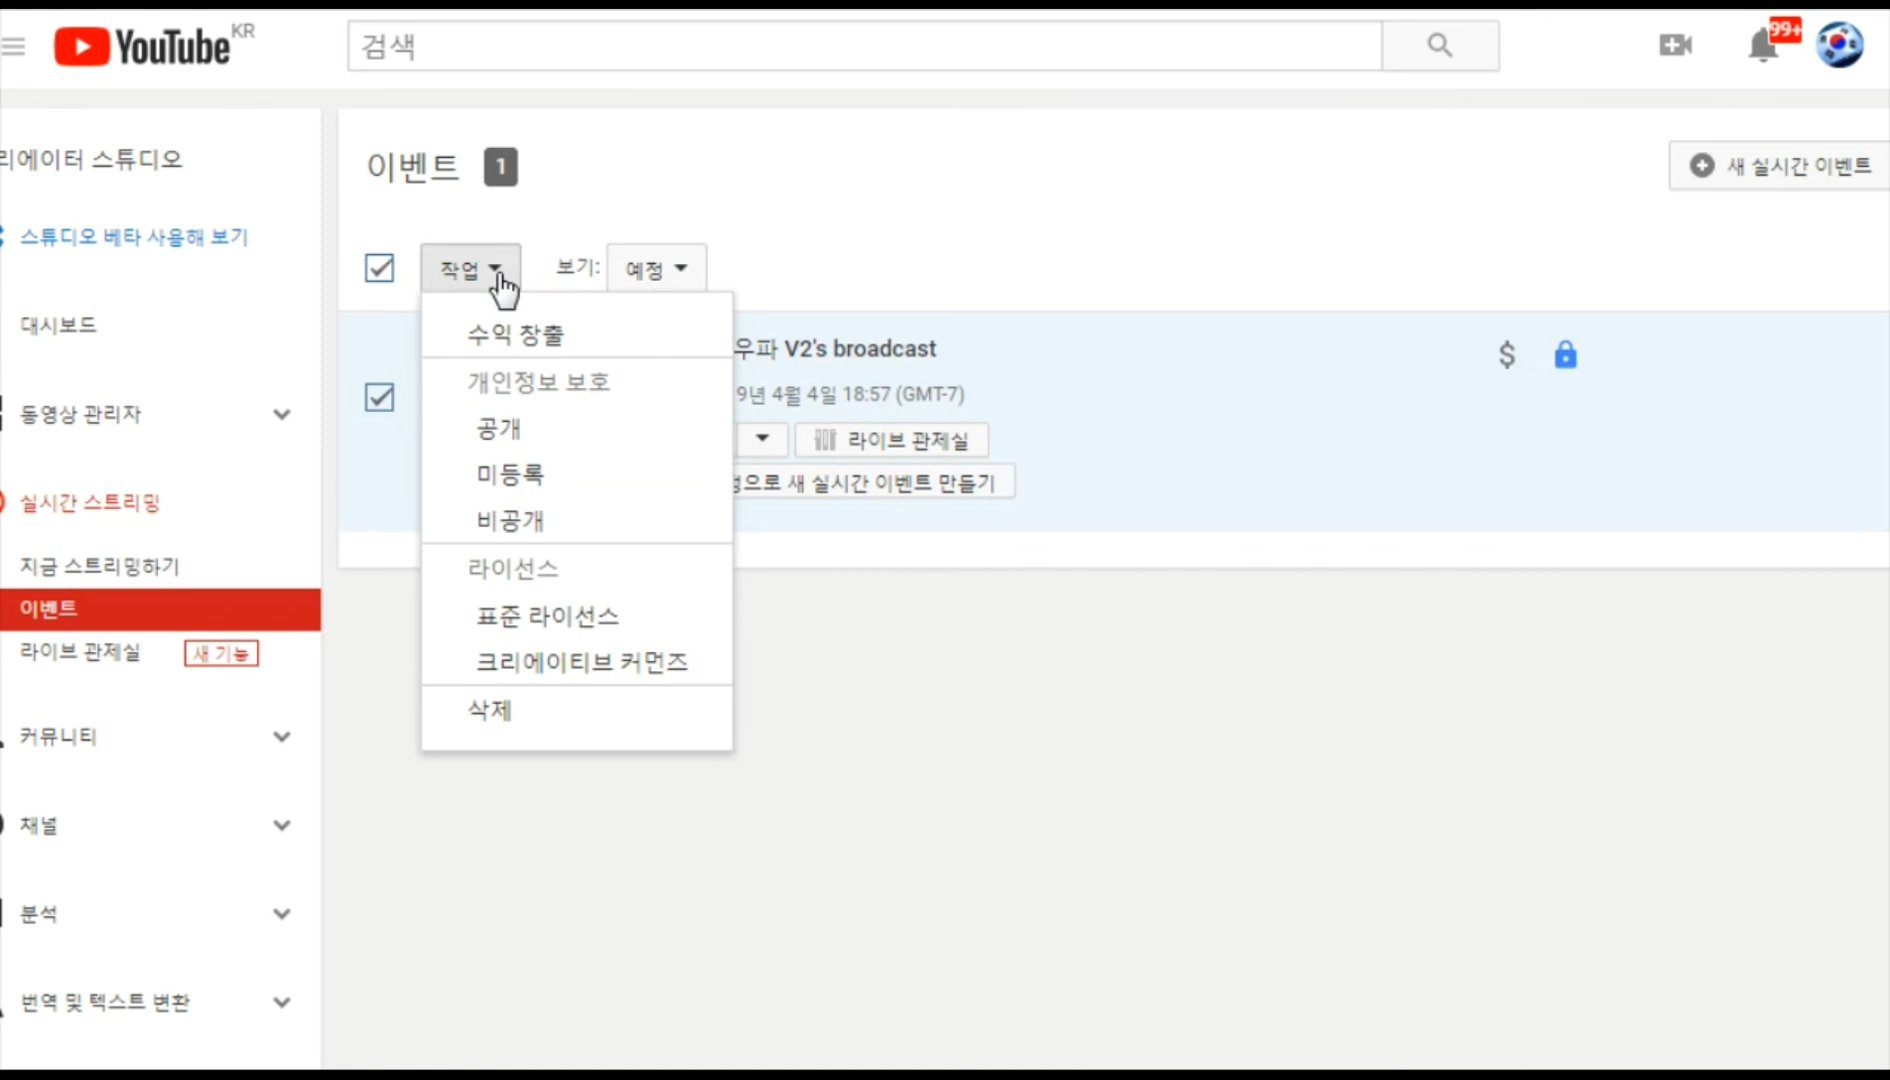 YouTube KR
검색
99+
리에이터 스튜디오
스튜디오 베타 사용해 보기
대시보드
동영상 관리자
실시간 스트리밍
지금 스트리밍하기
이벤트
라이브 관제실 새 기능
커뮤니티
채널
분석
번역 및 텍스트 변환
이벤트 1
새 실시간 이벤트
작업 보기: 예정
수익 창출
개인정보 보호
공개
미등록
비공개
라이선스
표준 라이선스
크리에이티브 커먼즈
삭제
우파 V2's broadcast
9년 4월 4일 18:57 (GMT-7)
라이브 관제실
정으로 새 실시간 이벤트 만들기
$